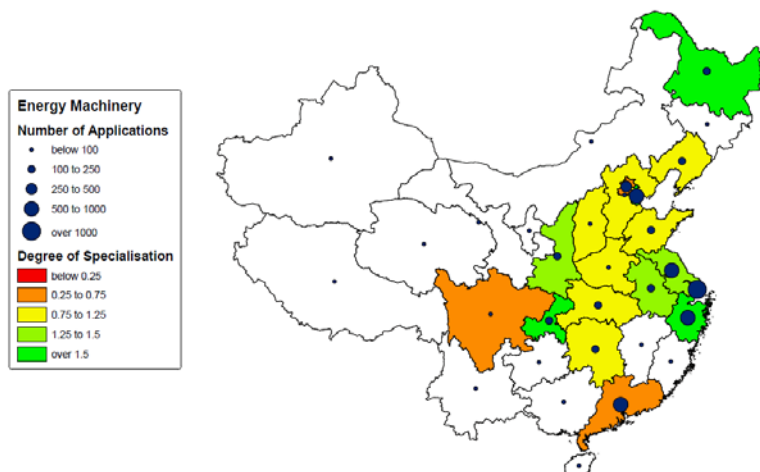 Energy Machinery
Number of Applications
below 100
100 to 250
250 to 500
500 to 1000
over 1000
Degree of Specialisation
below 0.25
0.25 to 0.75
0.75 to 1.25
1.25 to 1.5
over 1.5